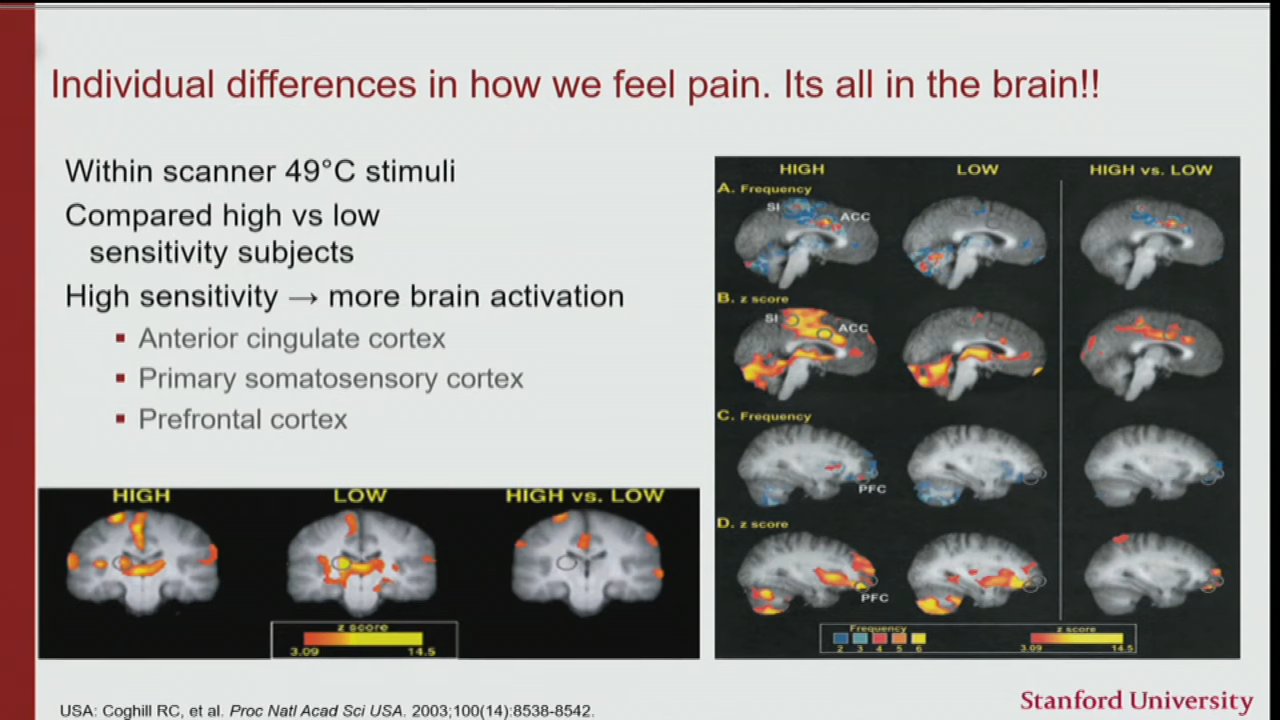 Individual differences in how we feel pain. Its all in the brain!!
Within scanner 49°C stimuli
Compared high vs low
sensitivity subjects
High sensitivity → more brain activation
▪ Anterior cingulate cortex
▪ Primary somatosensory cortex
▪ Prefrontal cortex
HIGH LOW HIGH vs. LOW
z score
3.09 14.5
HIGH LOW HIGH vs. LOW
A. Frequency
SI ACC
B. z score
SI ACC
C. Frequency
PFC
D. z score
PFC
Frequency z score
2 3 4 5 6 3.09 14.5
USA: Coghill RC, et al. Proc Natl Acad Sci USA. 2003;100(14):8538-8542.
Stanford University